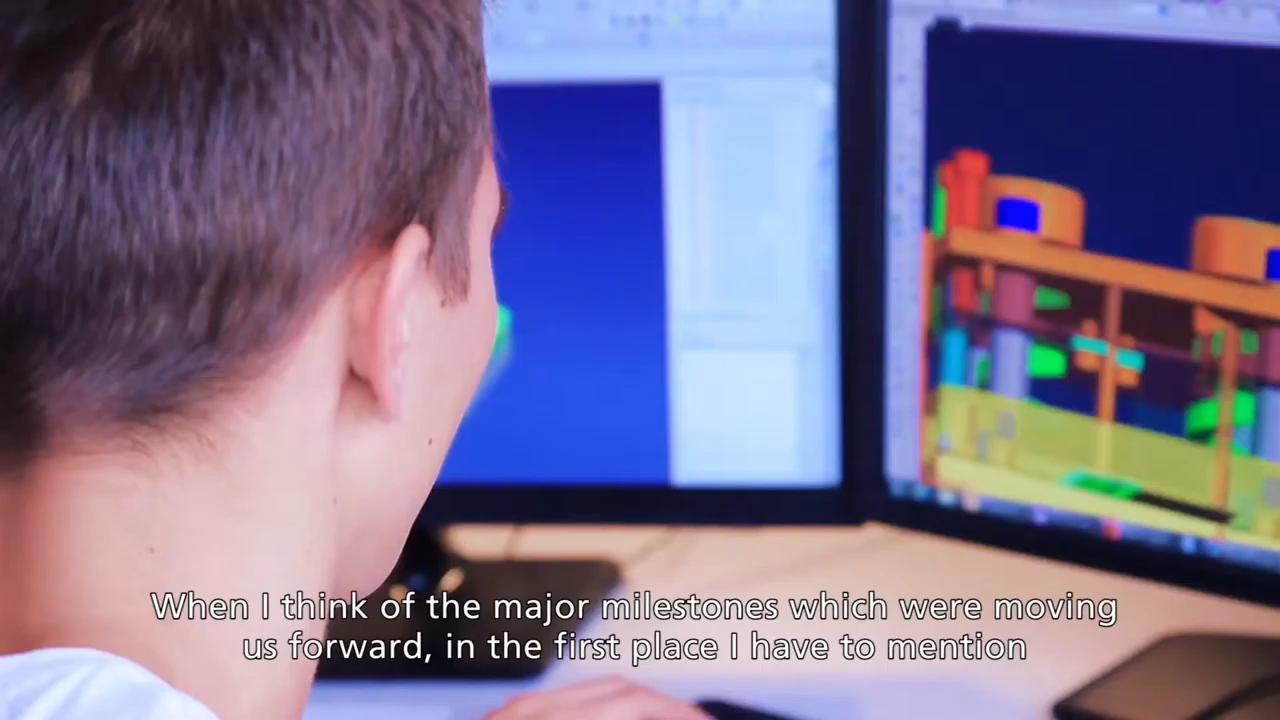 When I think of the major milestones which were moving
us forward, in the first place I have to mention